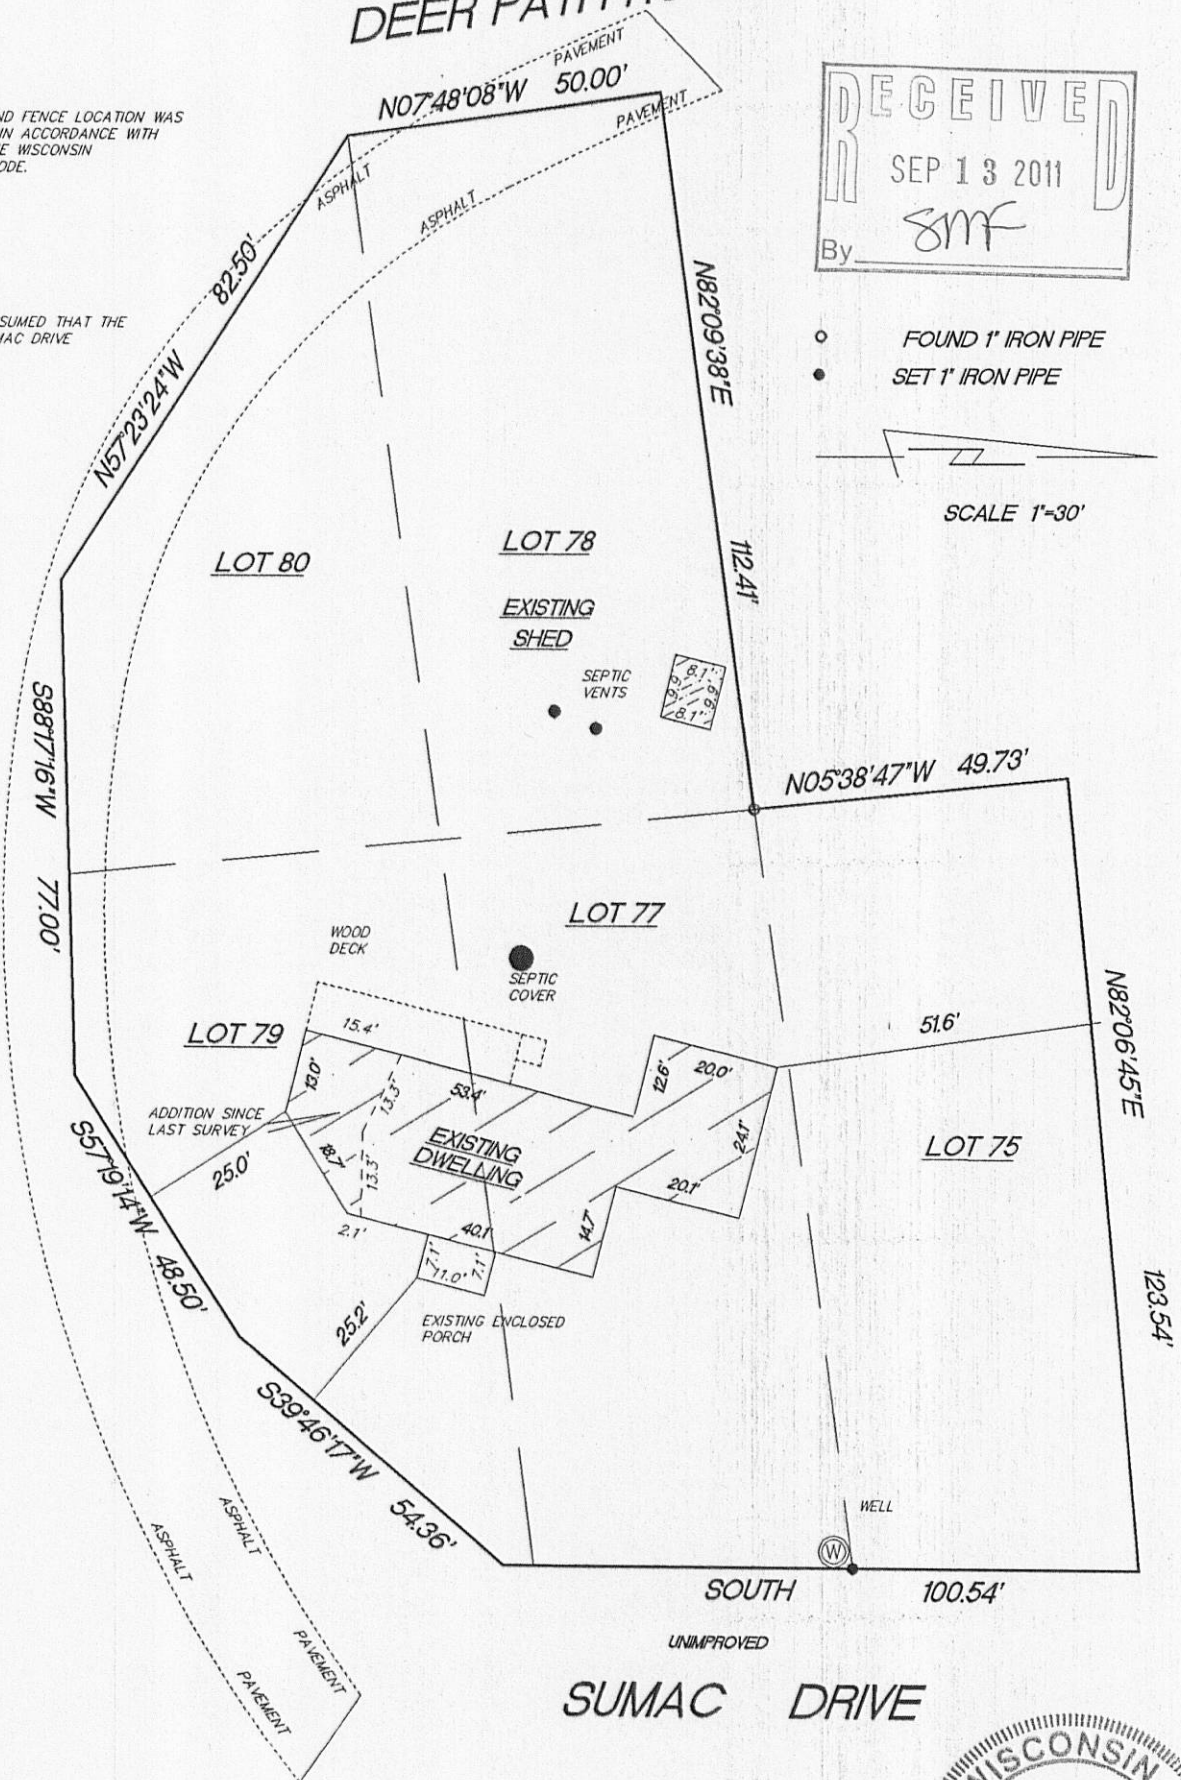 DEER PATH
ND FENCE LOCATION WAS
IN ACCORDANCE WITH
E WISCONSIN
ODE.
SUMED THAT THE
MAC DRIVE
N07°48'08"W 50.00'
PAVEMENT
PAVEMENT
ASPHALT
ASPHALT
RECEIVED
SEP 13 2011
By SMF
FOUND 1" IRON PIPE
SET 1" IRON PIPE
SCALE 1"=30'
82.50'
N57°23'24"W
N82°09'38"E
112.41'
LOT 80
LOT 78
EXISTING
SHED
SEPTIC
VENTS
8.1'
9.9'
9.9'
8.1'
S88°17'16"W 77.00'
N05°38'47"W 49.73'
LOT 77
WOOD
DECK
SEPTIC
COVER
LOT 79
15.4'
13.0'
13.3'
53.4'
12.6'
20.0'
51.6'
N82°06'45"E
123.54'
ADDITION SINCE
LAST SURVEY
18.7'
13.3'
EXISTING
DWELLING
24.1'
LOT 75
25.0'
20.1'
2.1'
40.1'
14.7'
7.1'
11.0'
7.1'
S57°19'14"W 48.50'
25.2'
EXISTING ENCLOSED
PORCH
S39°46'17"W 54.36'
WELL
W
SOUTH 100.54'
UNIMPROVED
SUMAC DRIVE
ASPHALT
ASPHALT
PAVEMENT
PAVEMENT
WISCONSIN